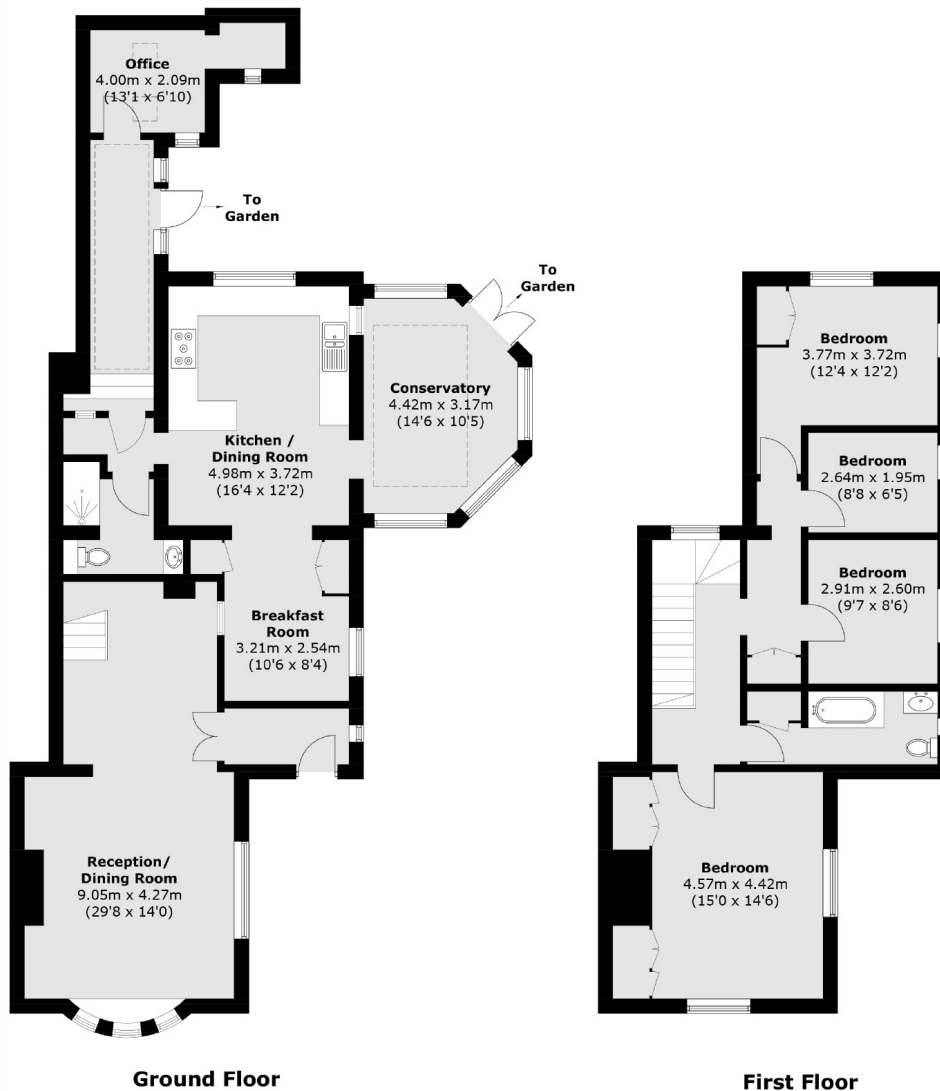 Office
4.00m x 2.09m
(13'1 x 6'10)
To
Garden
To
Garden
Conservatory
4.42m x 3.17m
(14'6 x 10'5)
Kitchen /
Dining Room
4.98m x 3.72m
(16'4 x 12'2)
Breakfast
Room
3.21m x 2.54m
(10'6 x 8'4)
Reception/
Dining Room
9.05m x 4.27m
(29'8 x 14'0)
Ground Floor
Bedroom
3.77m x 3.72m
(12'4 x 12'2)
Bedroom
2.64m x 1.95m
(8'8 x 6'5)
Bedroom
2.91m x 2.60m
(9'7 x 8'6)
Bedroom
4.57m x 4.42m
(15'0 x 14'6)
First Floor